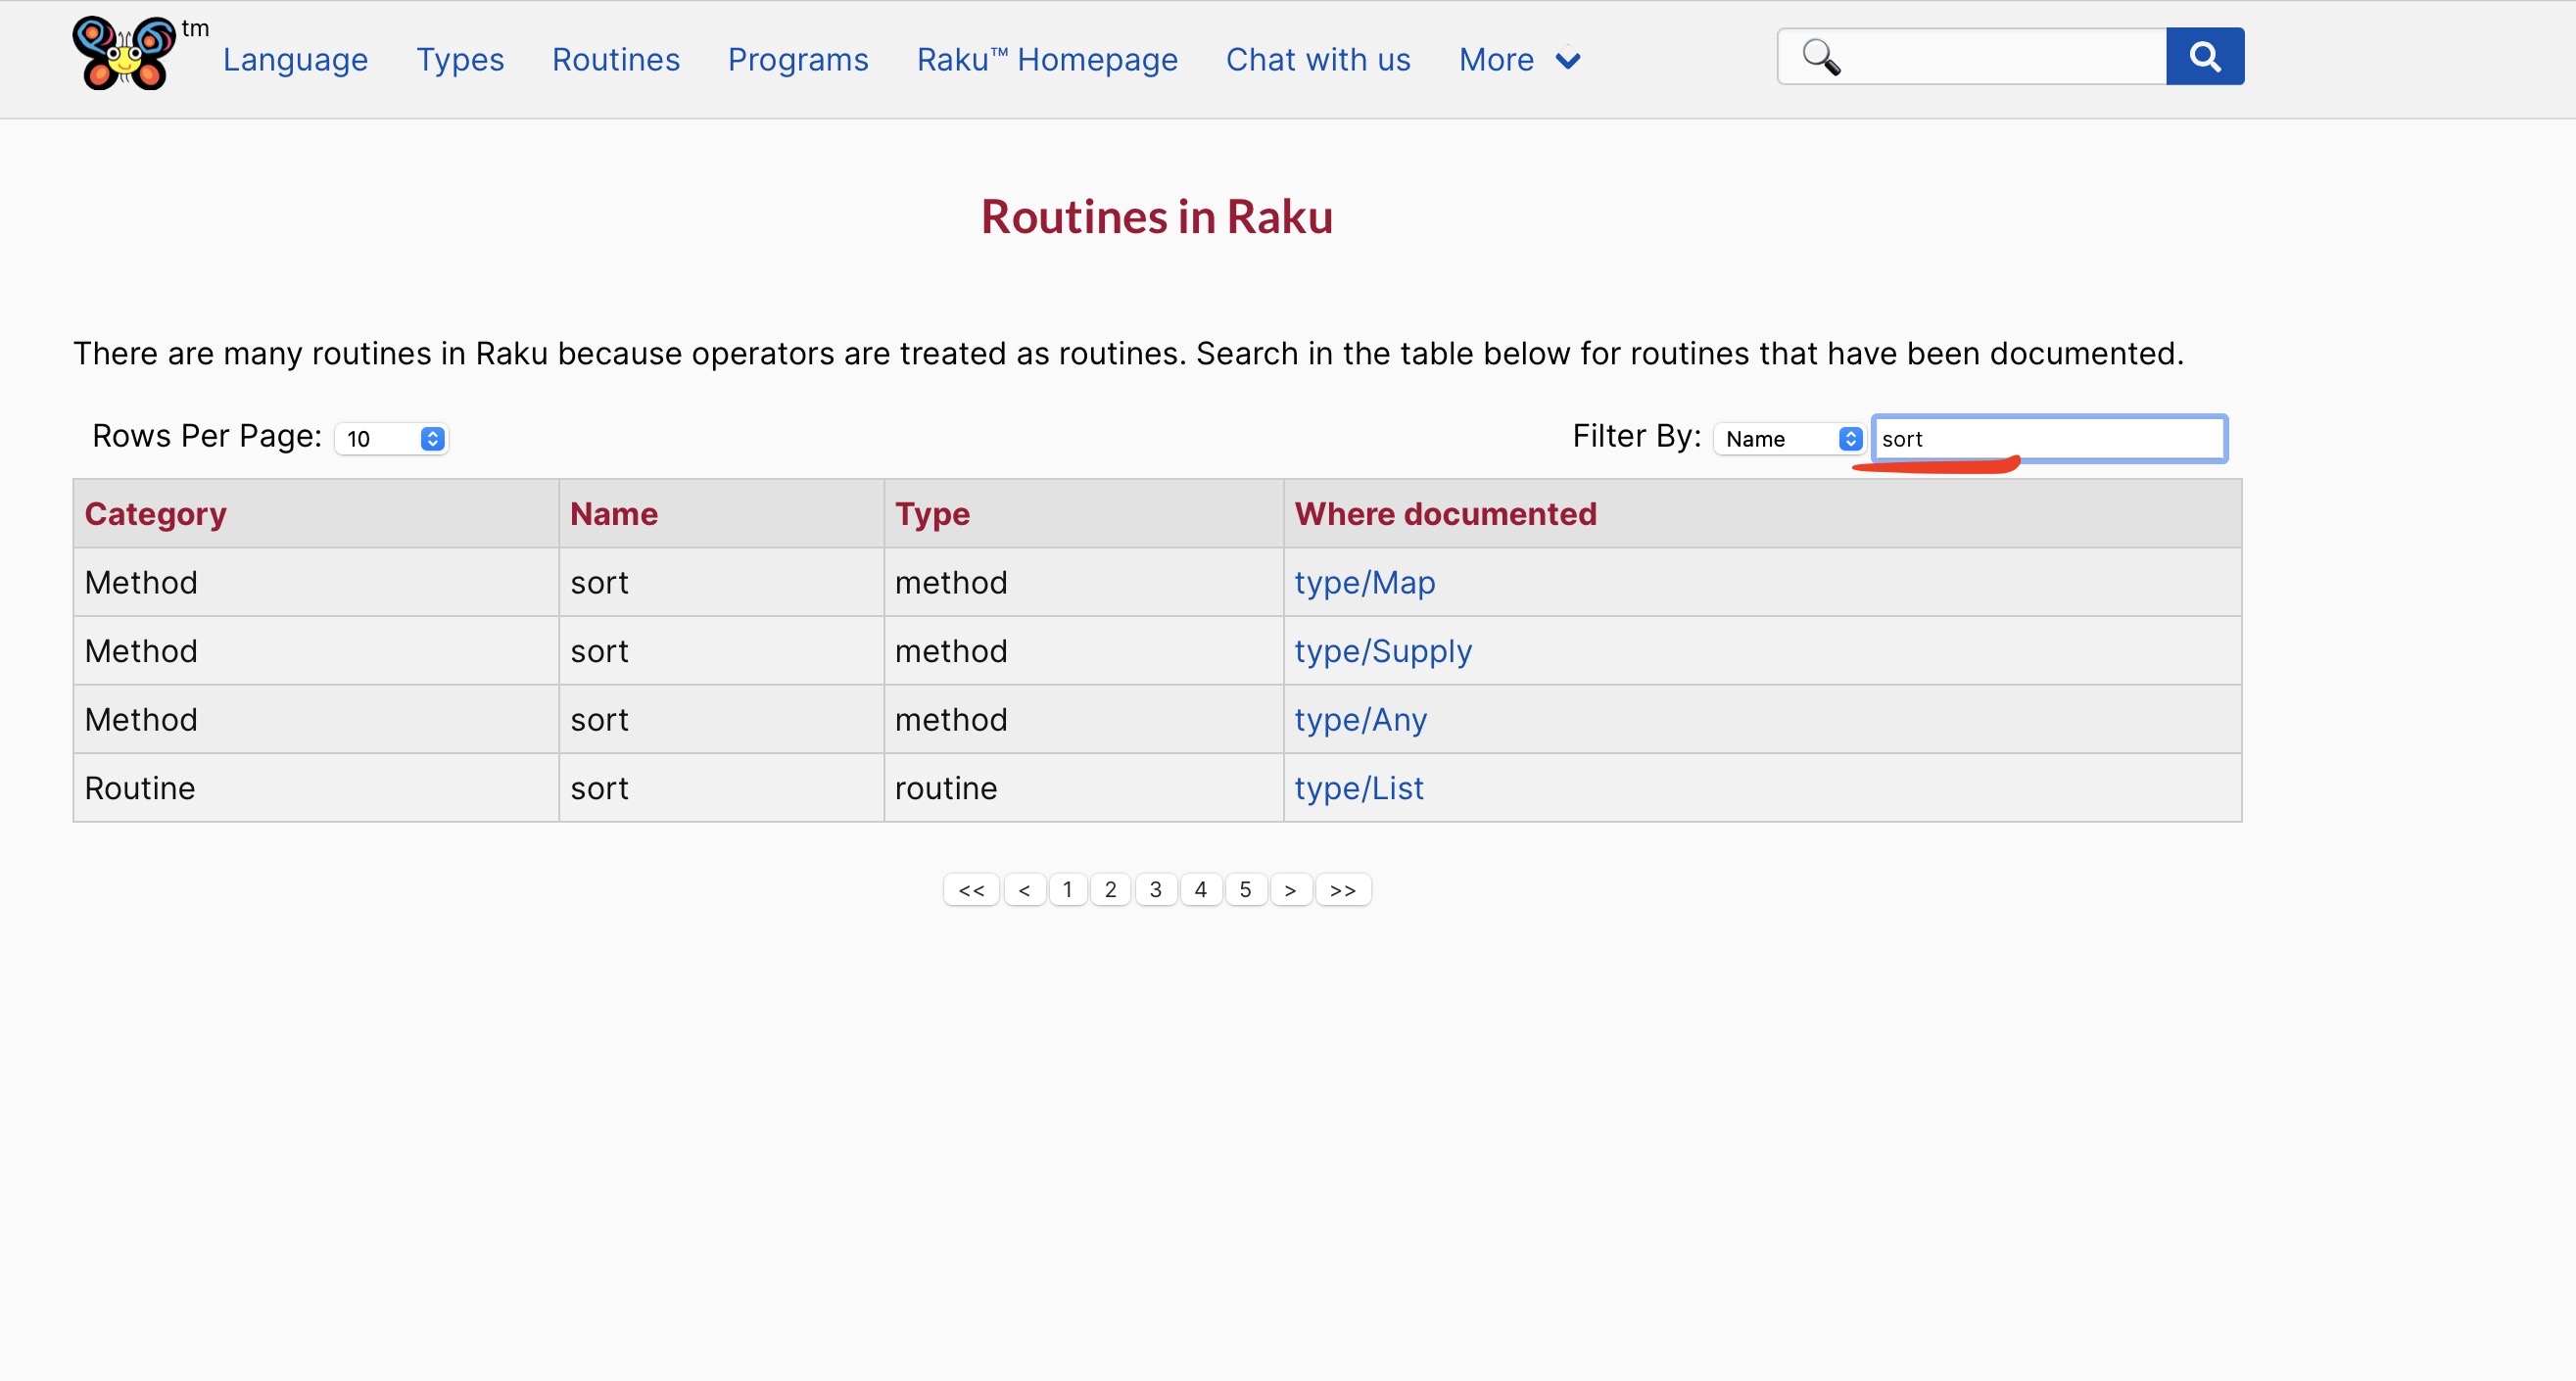 tm
Language Types Routines Programs Raku™ Homepage Chat with us More
Routines in Raku
There are many routines in Raku because operators are treated as routines. Search in the table below for routines that have been documented.
Rows Per Page: 10 Filter By: Name sort
Category Name Type Where documented
Method sort method type/Map
Method sort method type/Supply
Method sort method type/Any
Routine sort routine type/List
<< < 1 2 3 4 5 > >>